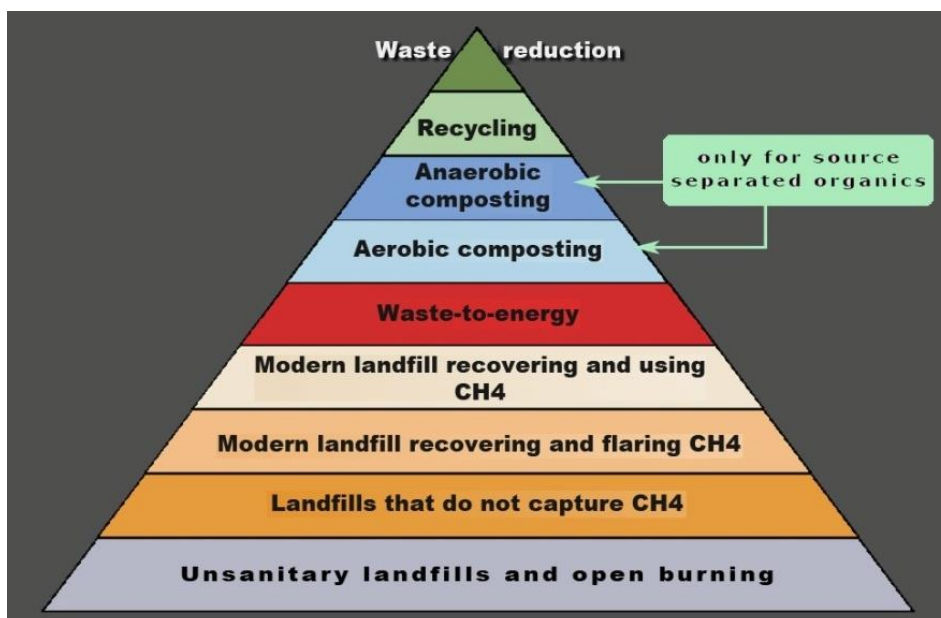 Waste reduction
Recycling
only for source
separated organics
Anaerobic
composting
Aerobic composting
Waste-to-energy
Modern landfill recovering and using
CH4
Modern landfill recovering and flaring CH4
Landfills that do not capture CH4
Unsanitary landfills and open burning